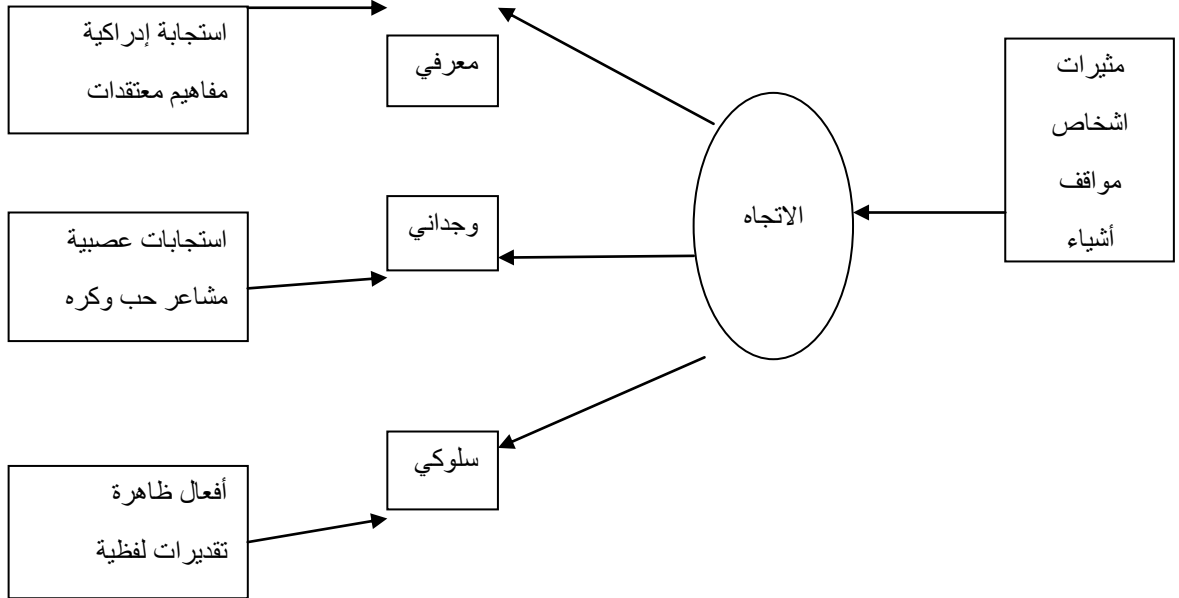 مثيرات
اشخاص
مواقف
أشياء
الاتجاه
معرفي
وجداني
سلوكي
استجابة إدراكية
مفاهيم معتقدات
استجابات عصبية
مشاعر حب وكره
أفعال ظاهرة
تقديرات لفظية